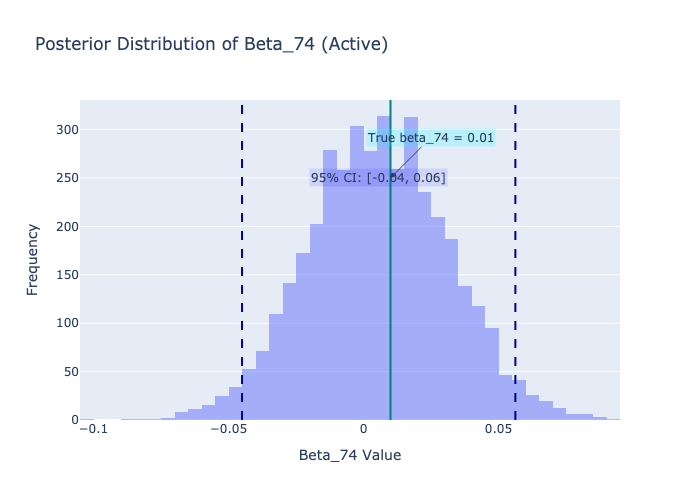 Posterior Distribution of Beta_74 (Active)
300
True beta_74 = 0.01
250
95% CI: [-0.04, 0.06]
200
150
100
50
0
Frequency
−0.1
−0.05
0
0.05
Beta_74 Value